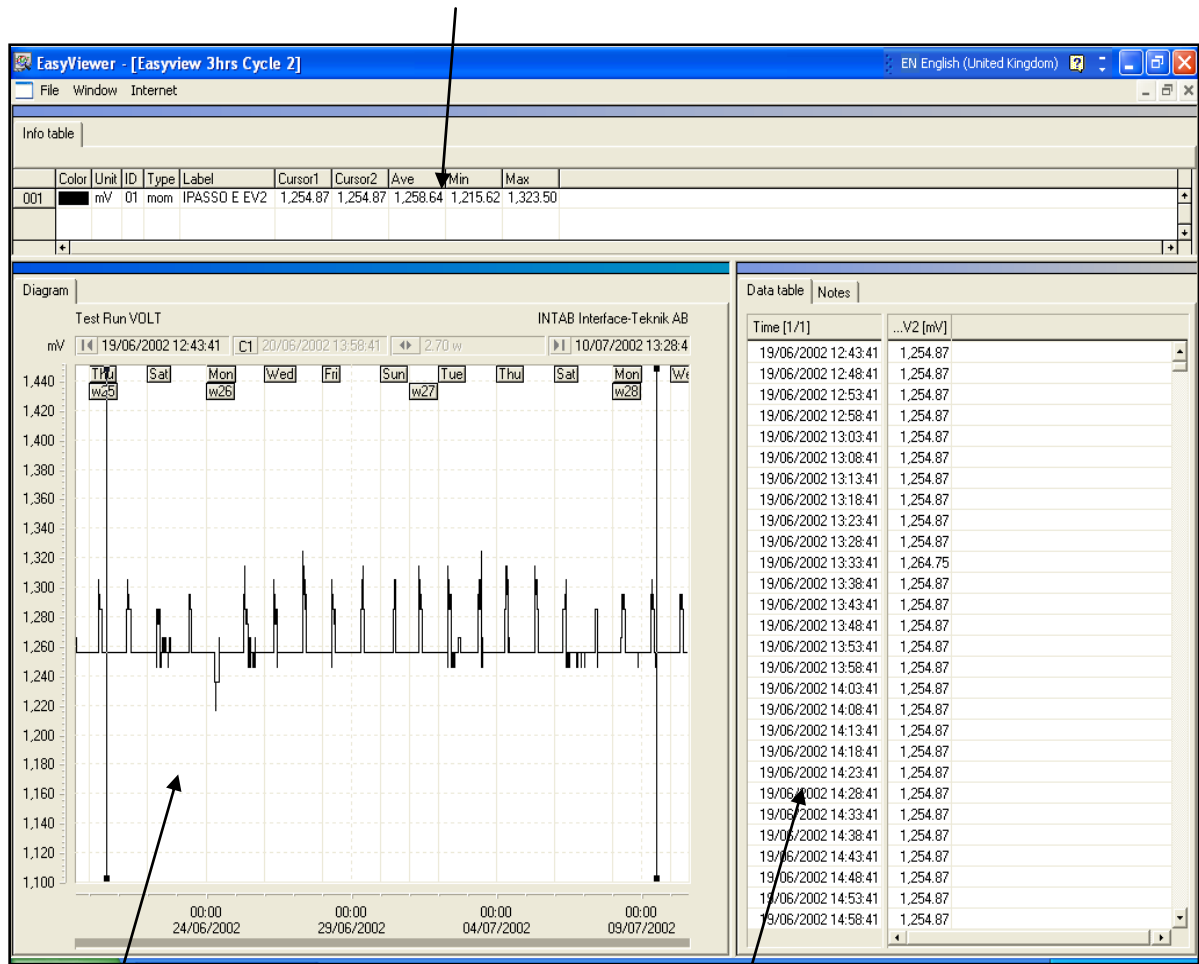 EasyViewer - [Easyview 3hrs Cycle 2]
EN English (United Kingdom)
File Window Internet
Info table
Color Unit ID Type Label Cursor1 Cursor2 Ave Min Max
001 mV 01 mom IPASSO E EV2 1,254.87 1,254.87 1,258.64 1,215.62 1,323.50
Diagram
Test Run VOLT INTAB Interface-Teknik AB
mV 19/06/2002 12:43:41 C1 20/06/2002 13:58:41 2.70 w 10/07/2002 13:28:4
Thu Sat Mon Wed Fri Sun Tue Thu Sat Mon We
w25 w26 w27 w28
1,440
1,420
1,400
1,380
1,360
1,340
1,320
1,300
1,280
1,260
1,240
1,220
1,200
1,180
1,160
1,140
1,120
1,100
00:00 00:00 00:00 00:00
24/06/2002 29/06/2002 04/07/2002 09/07/2002
Data table Notes
Time [1/1] ...V2 [mV]
19/06/2002 12:43:41 1,254.87
19/06/2002 12:48:41 1,254.87
19/06/2002 12:53:41 1,254.87
19/06/2002 12:58:41 1,254.87
19/06/2002 13:03:41 1,254.87
19/06/2002 13:08:41 1,254.87
19/06/2002 13:13:41 1,254.87
19/06/2002 13:18:41 1,254.87
19/06/2002 13:23:41 1,254.87
19/06/2002 13:28:41 1,254.87
19/06/2002 13:33:41 1,264.75
19/06/2002 13:38:41 1,254.87
19/06/2002 13:43:41 1,254.87
19/06/2002 13:48:41 1,254.87
19/06/2002 13:53:41 1,254.87
19/06/2002 13:58:41 1,254.87
19/06/2002 14:03:41 1,254.87
19/06/2002 14:08:41 1,254.87
19/06/2002 14:13:41 1,254.87
19/06/2002 14:18:41 1,254.87
19/06/2002 14:23:41 1,254.87
19/06/2002 14:28:41 1,254.87
19/06/2002 14:33:41 1,254.87
19/06/2002 14:38:41 1,254.87
19/06/2002 14:43:41 1,254.87
19/06/2002 14:48:41 1,254.87
19/06/2002 14:53:41 1,254.87
19/06/2002 14:58:41 1,254.87